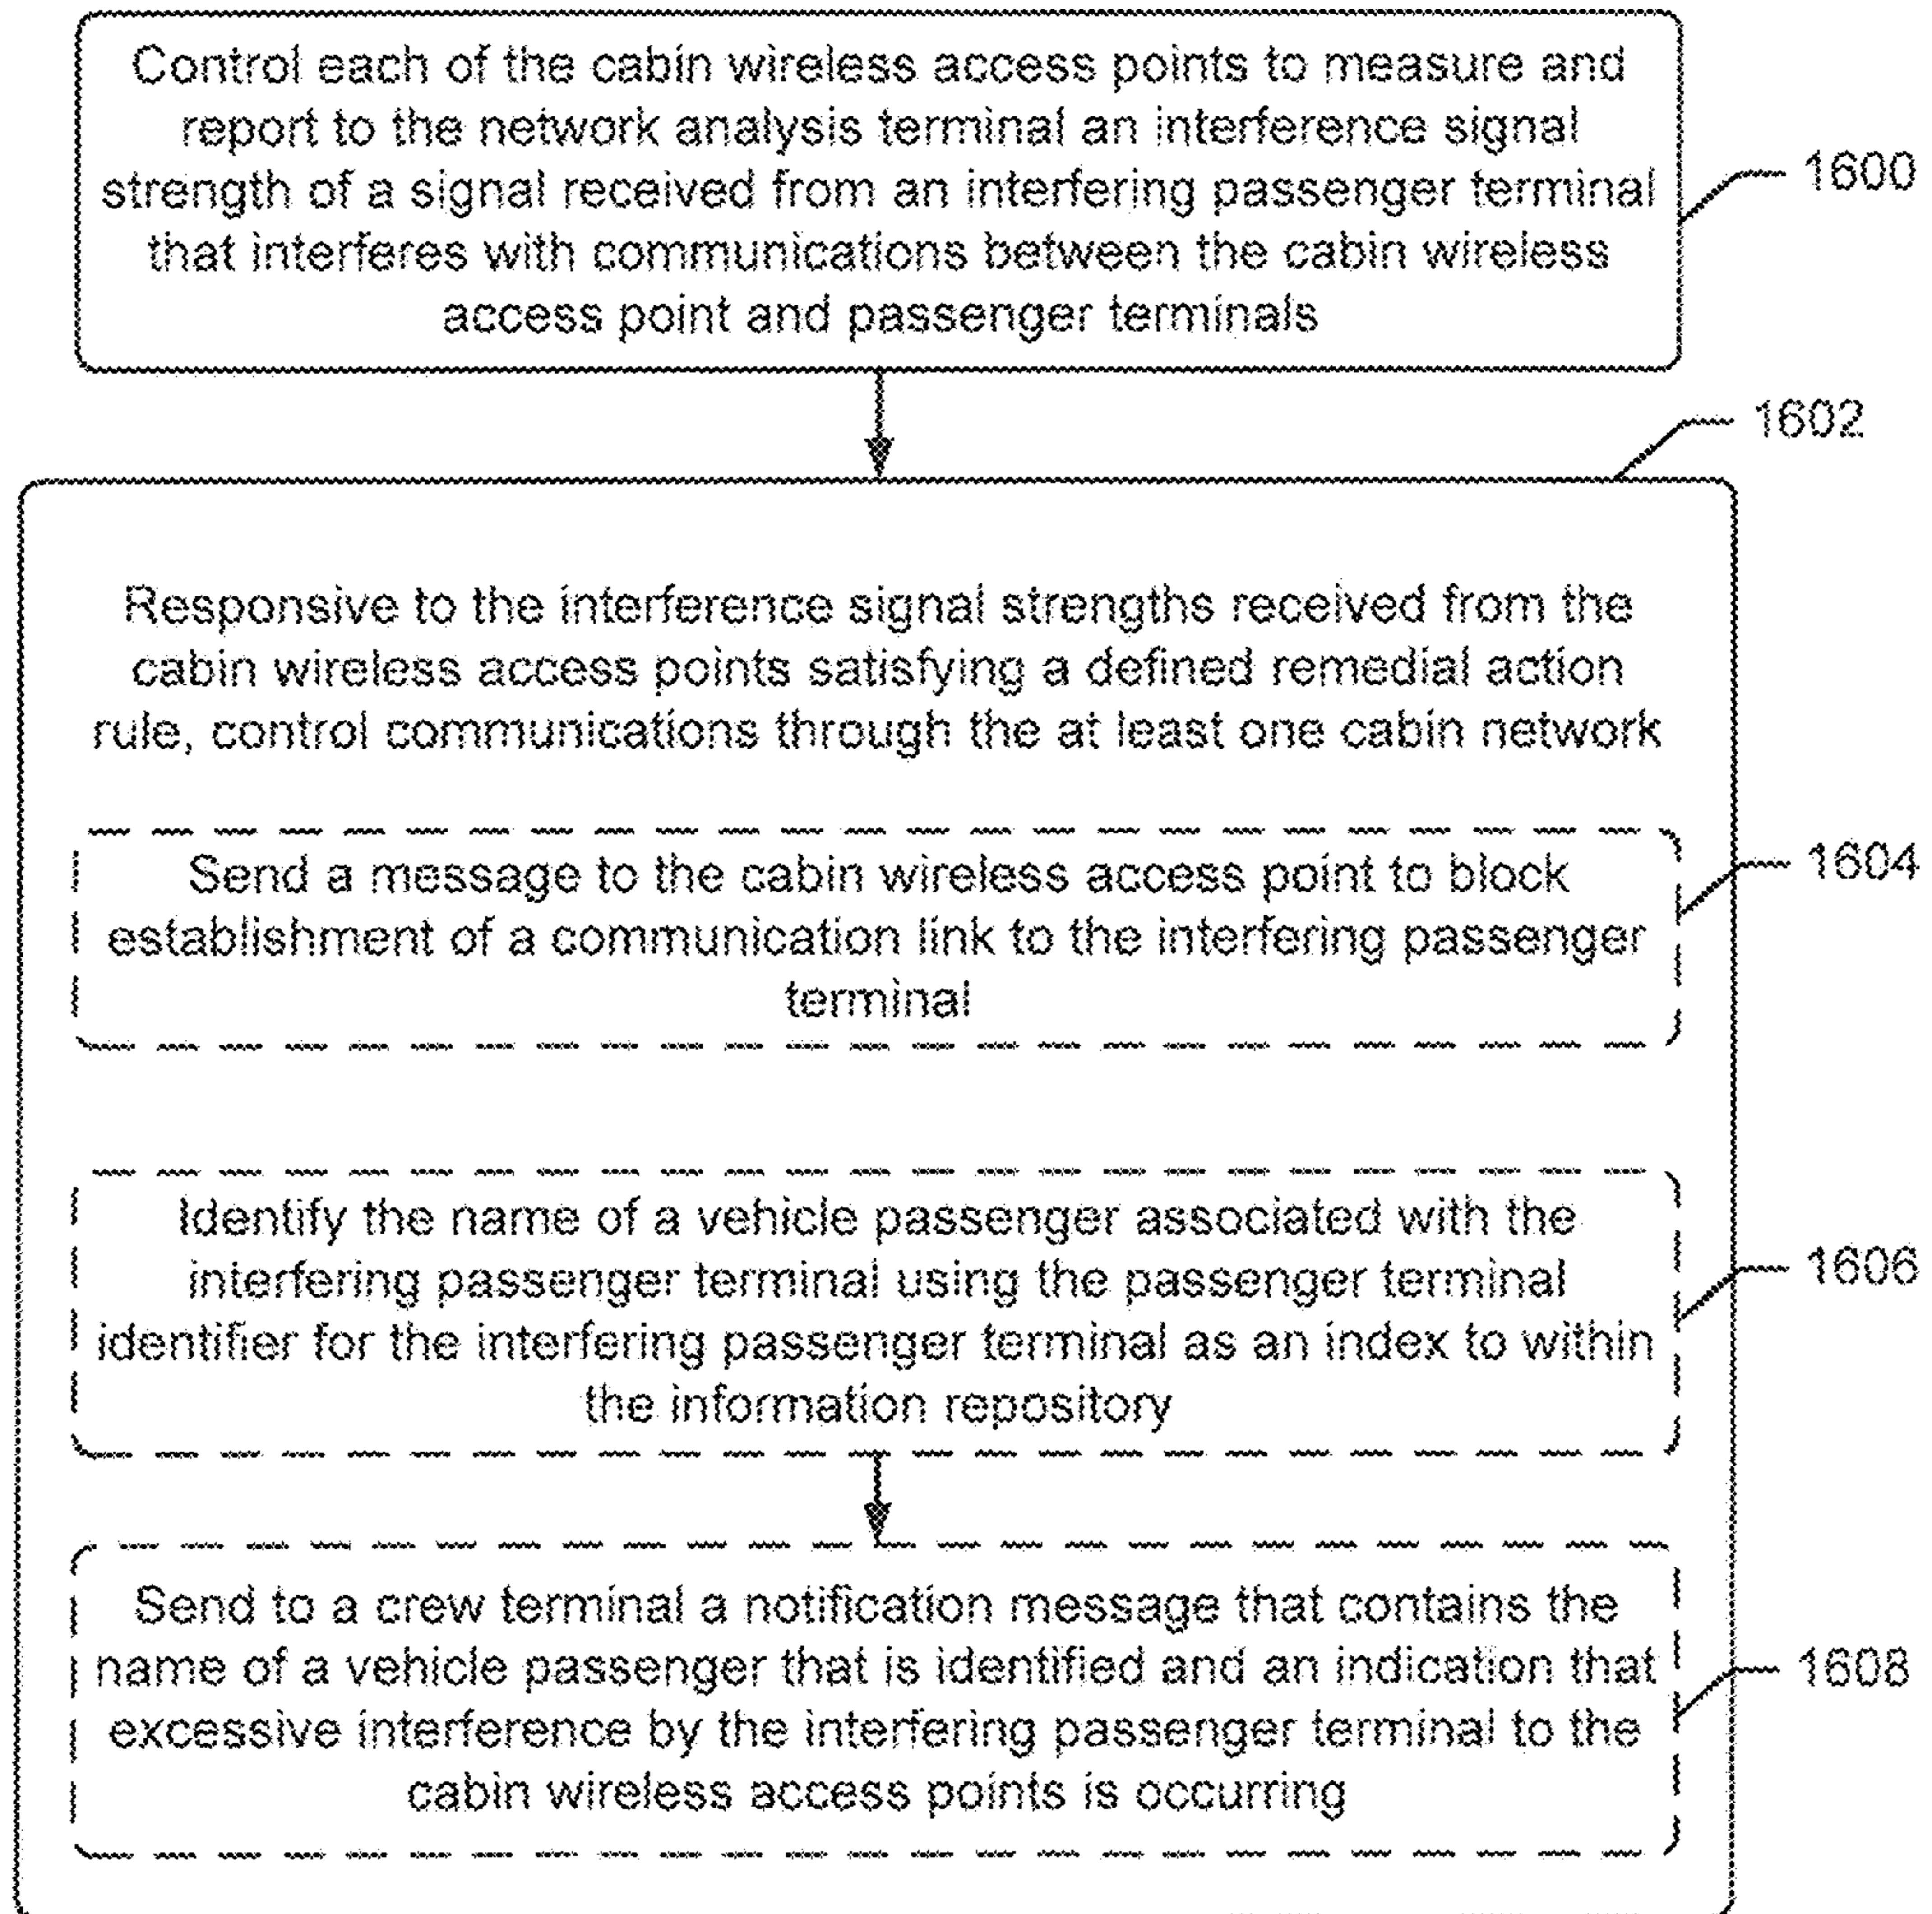 Control each of the cabin wireless access points to measure and
report to the network analysis terminal an interference signal
strength of a signal received from an interfering passenger terminal
that interferes with communications between the cabin wireless
access point and passenger terminals
1600
1602
Responsive to the interference signal strengths received from the
cabin wireless access points satisfying a defined remedial action
rule, control communications through the at least one cabin network
Send a message to the cabin wireless access point to block
establishment of a communication link to the interfering passenger
terminal
1604
Identify the name of a vehicle passenger associated with the
interfering passenger terminal using the passenger terminal
identifier for the interfering passenger terminal as an index to within
the information repository
1606
Send to a crew terminal a notification message that contains the
name of a vehicle passenger that is identified and an indication that
excessive interference by the interfering passenger terminal to the
cabin wireless access points is occurring
1608